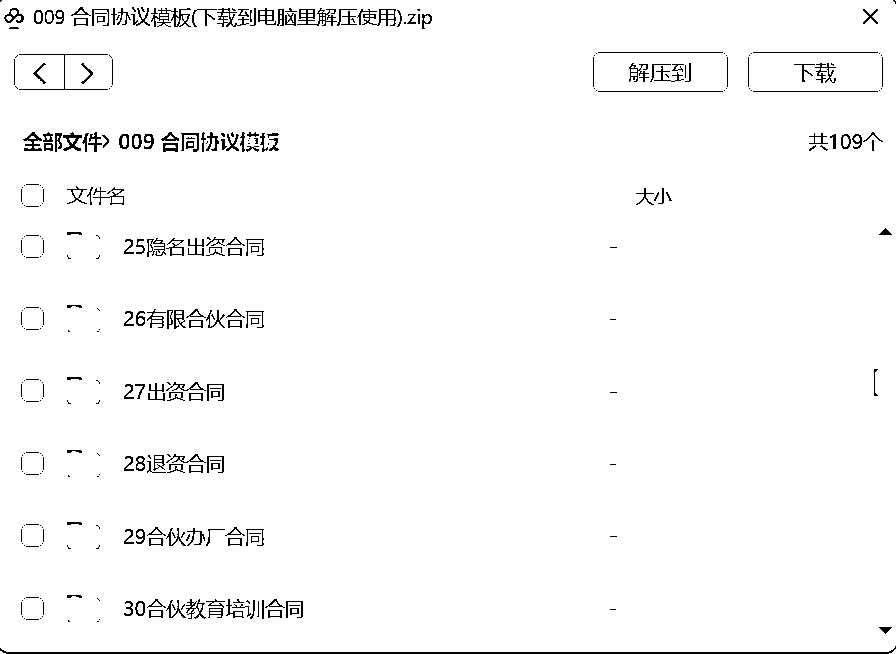 009 合同协议模板(下载到电脑里解压使用).zip
解压到 下载
全部文件> 009 合同协议模板 共109个
文件名 大小
25隐名出资合同 -
26有限合伙合同 -
27出资合同 -
28退资合同 -
29合伙办厂合同 -
30合伙教育培训合同 -